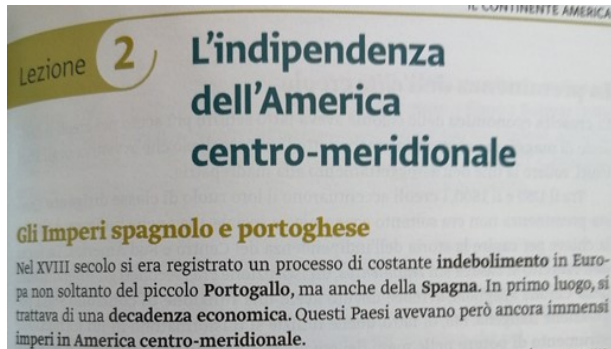 IL CONTINENTE AMERICA
Lezione 2
L'indipendenza
dell'America
centro-meridionale
Gli Imperi spagnolo e portoghese
Nel XVIII secolo si era registrato un processo di costante indebolimento in Euro-
pa non soltanto del piccolo Portogallo, ma anche della Spagna. In primo luogo, si
trattava di una decadenza economica. Questi Paesi avevano però ancora immensi
imperi in America centro-meridionale.